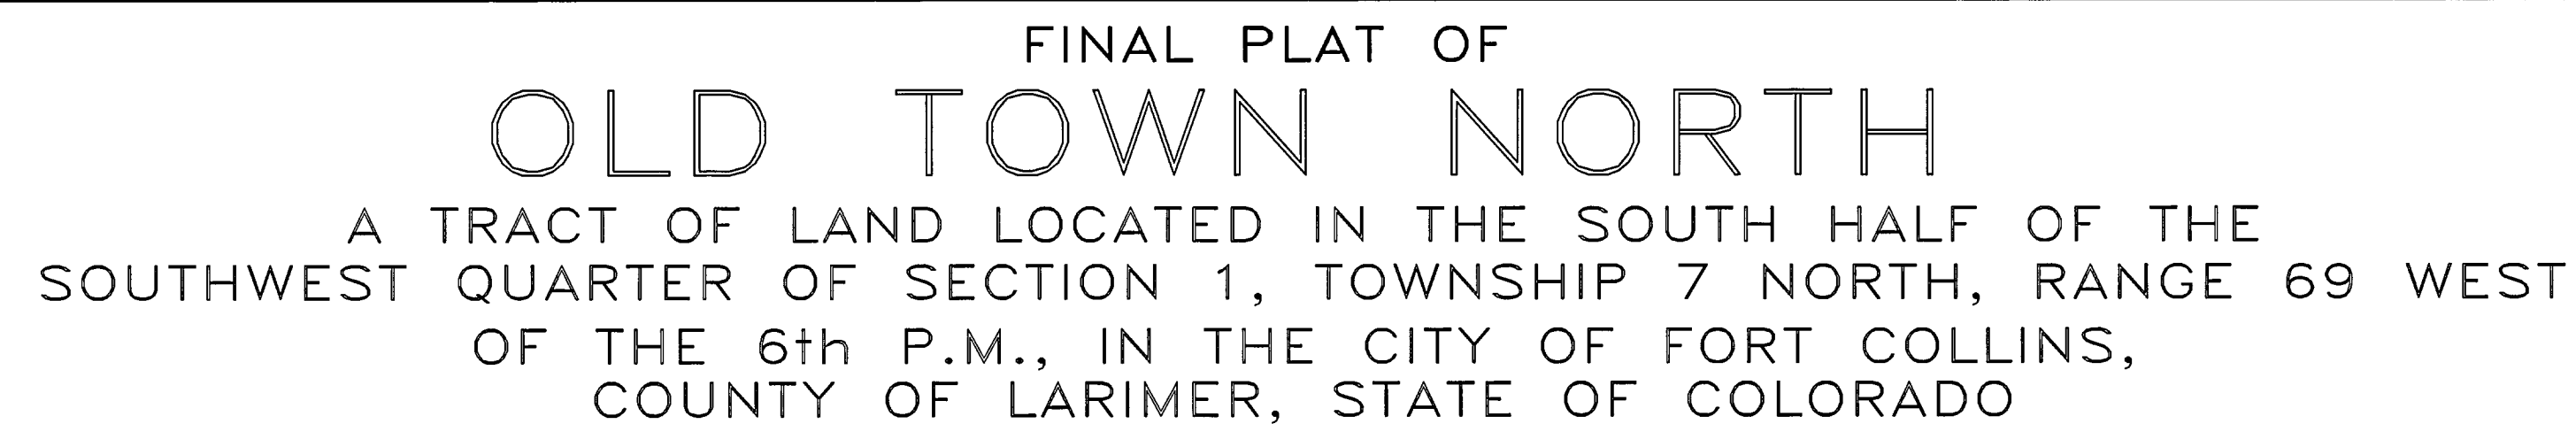 FINAL PLAT OF
OLD TOWN NORTH
A TRACT OF LAND LOCATED IN THE SOUTH HALF OF THE
SOUTHWEST QUARTER OF SECTION 1, TOWNSHIP 7 NORTH, RANGE 69 WEST
OF THE 6th P.M., IN THE CITY OF FORT COLLINS,
COUNTY OF LARIMER, STATE OF COLORADO